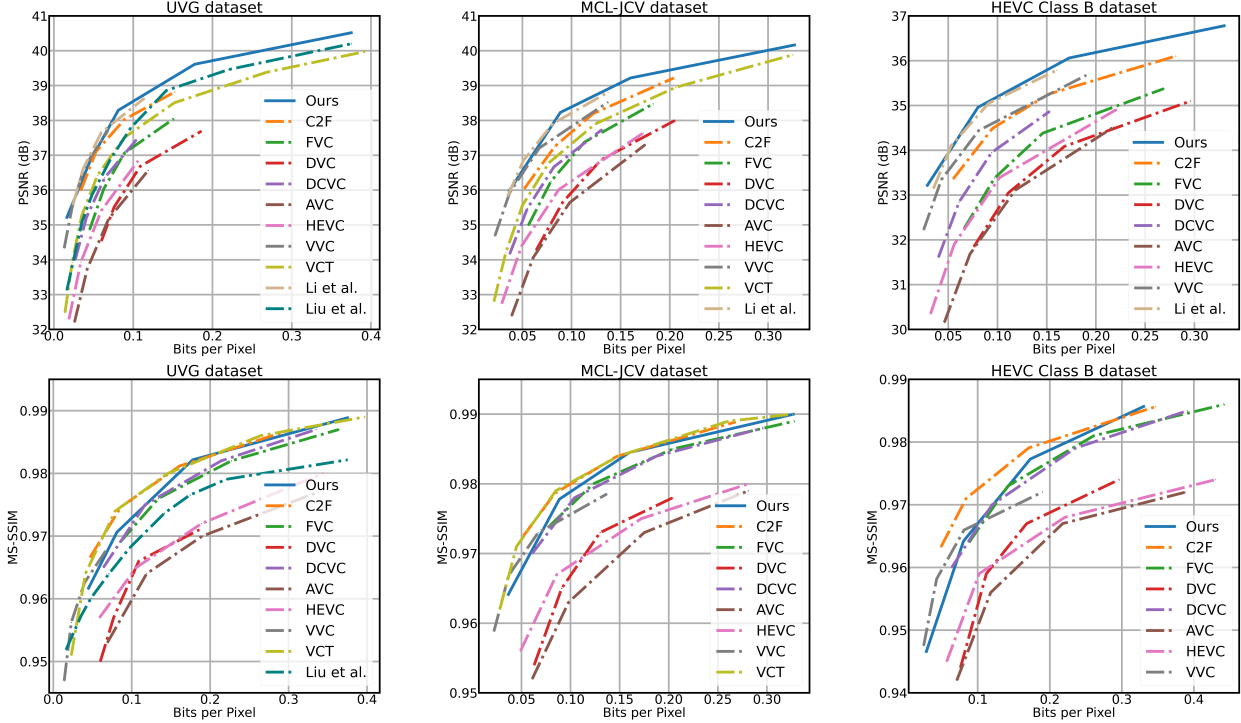 UVG dataset
41
40
39
38
37
36
35
34
33
32
PSNR (dB)
Ours
C2F
FVC
DVC
DCVC
AVC
HEVC
VVC
VCT
Li et al.
Liu et al.
0.0
0.1
0.2
0.3
0.4
Bits per Pixel
MCL-JCV dataset
41
40
39
38
37
36
35
34
33
32
PSNR (dB)
Ours
C2F
FVC
DVC
DCVC
AVC
HEVC
VVC
VCT
Li et al.
0.05
0.10
0.15
0.20
0.25
0.30
Bits per Pixel
HEVC Class B dataset
37
36
35
34
33
32
31
30
PSNR (dB)
Ours
C2F
FVC
DVC
DCVC
AVC
HEVC
VVC
Li et al.
0.05
0.10
0.15
0.20
0.25
0.30
Bits per Pixel
UVG dataset
0.99
0.98
0.97
0.96
0.95
MS-SSIM
Ours
C2F
FVC
DVC
DCVC
AVC
HEVC
VVC
VCT
Liu et al.
0.0
0.1
0.2
0.3
0.4
Bits per Pixel
MCL-JCV dataset
0.99
0.98
0.97
0.96
0.95
MS-SSIM
Ours
C2F
FVC
DVC
DCVC
AVC
HEVC
VVC
VCT
0.05
0.10
0.15
0.20
0.25
0.30
Bits per Pixel
HEVC Class B dataset
0.99
0.98
0.97
0.96
0.95
0.94
MS-SSIM
Ours
C2F
FVC
DVC
DCVC
AVC
HEVC
VVC
0.1
0.2
0.3
0.4
Bits per Pixel